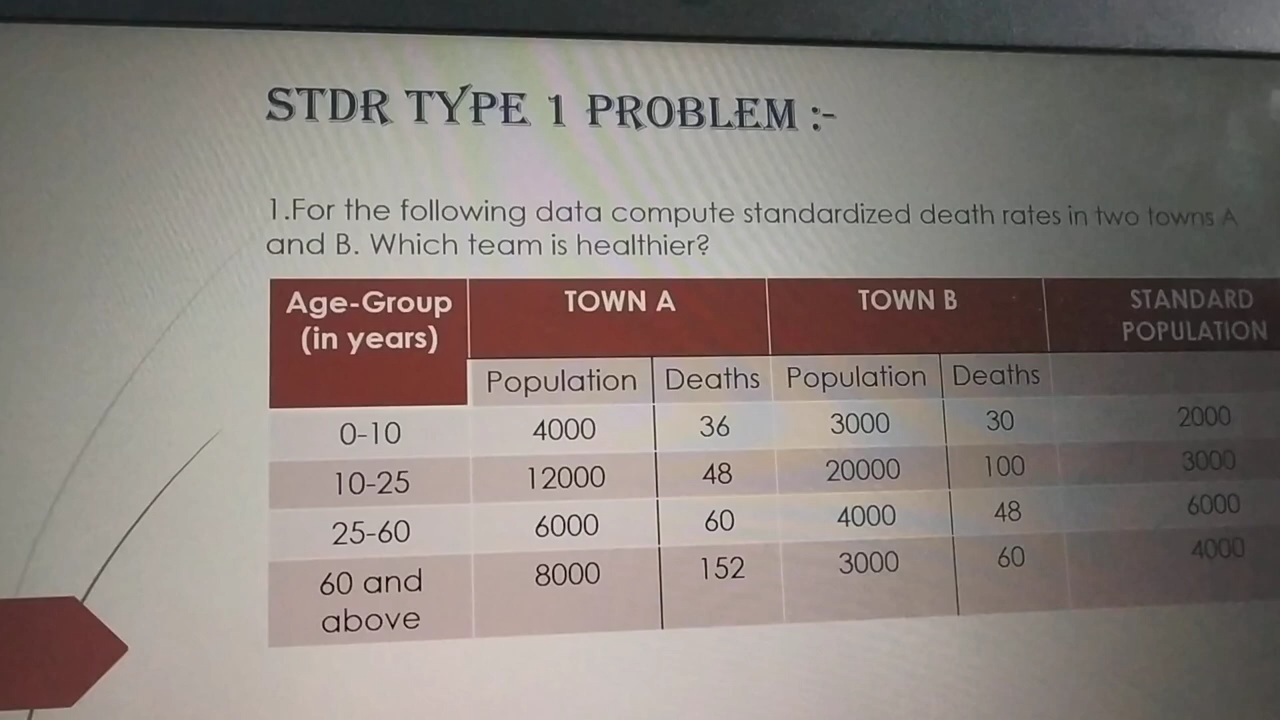 STDR TYPE 1 PROBLEM :-
1.For the following data compute standardized death rates in two towns A
and B. Which team is healthier?
Age-Group (in years) TOWN A TOWN B STANDARD POPULATION
Population Deaths Population Deaths
0-10 4000 36 3000 30 2000
10-25 12000 48 20000 100 3000
25-60 6000 60 4000 48 6000
60 and above 8000 152 3000 60 4000